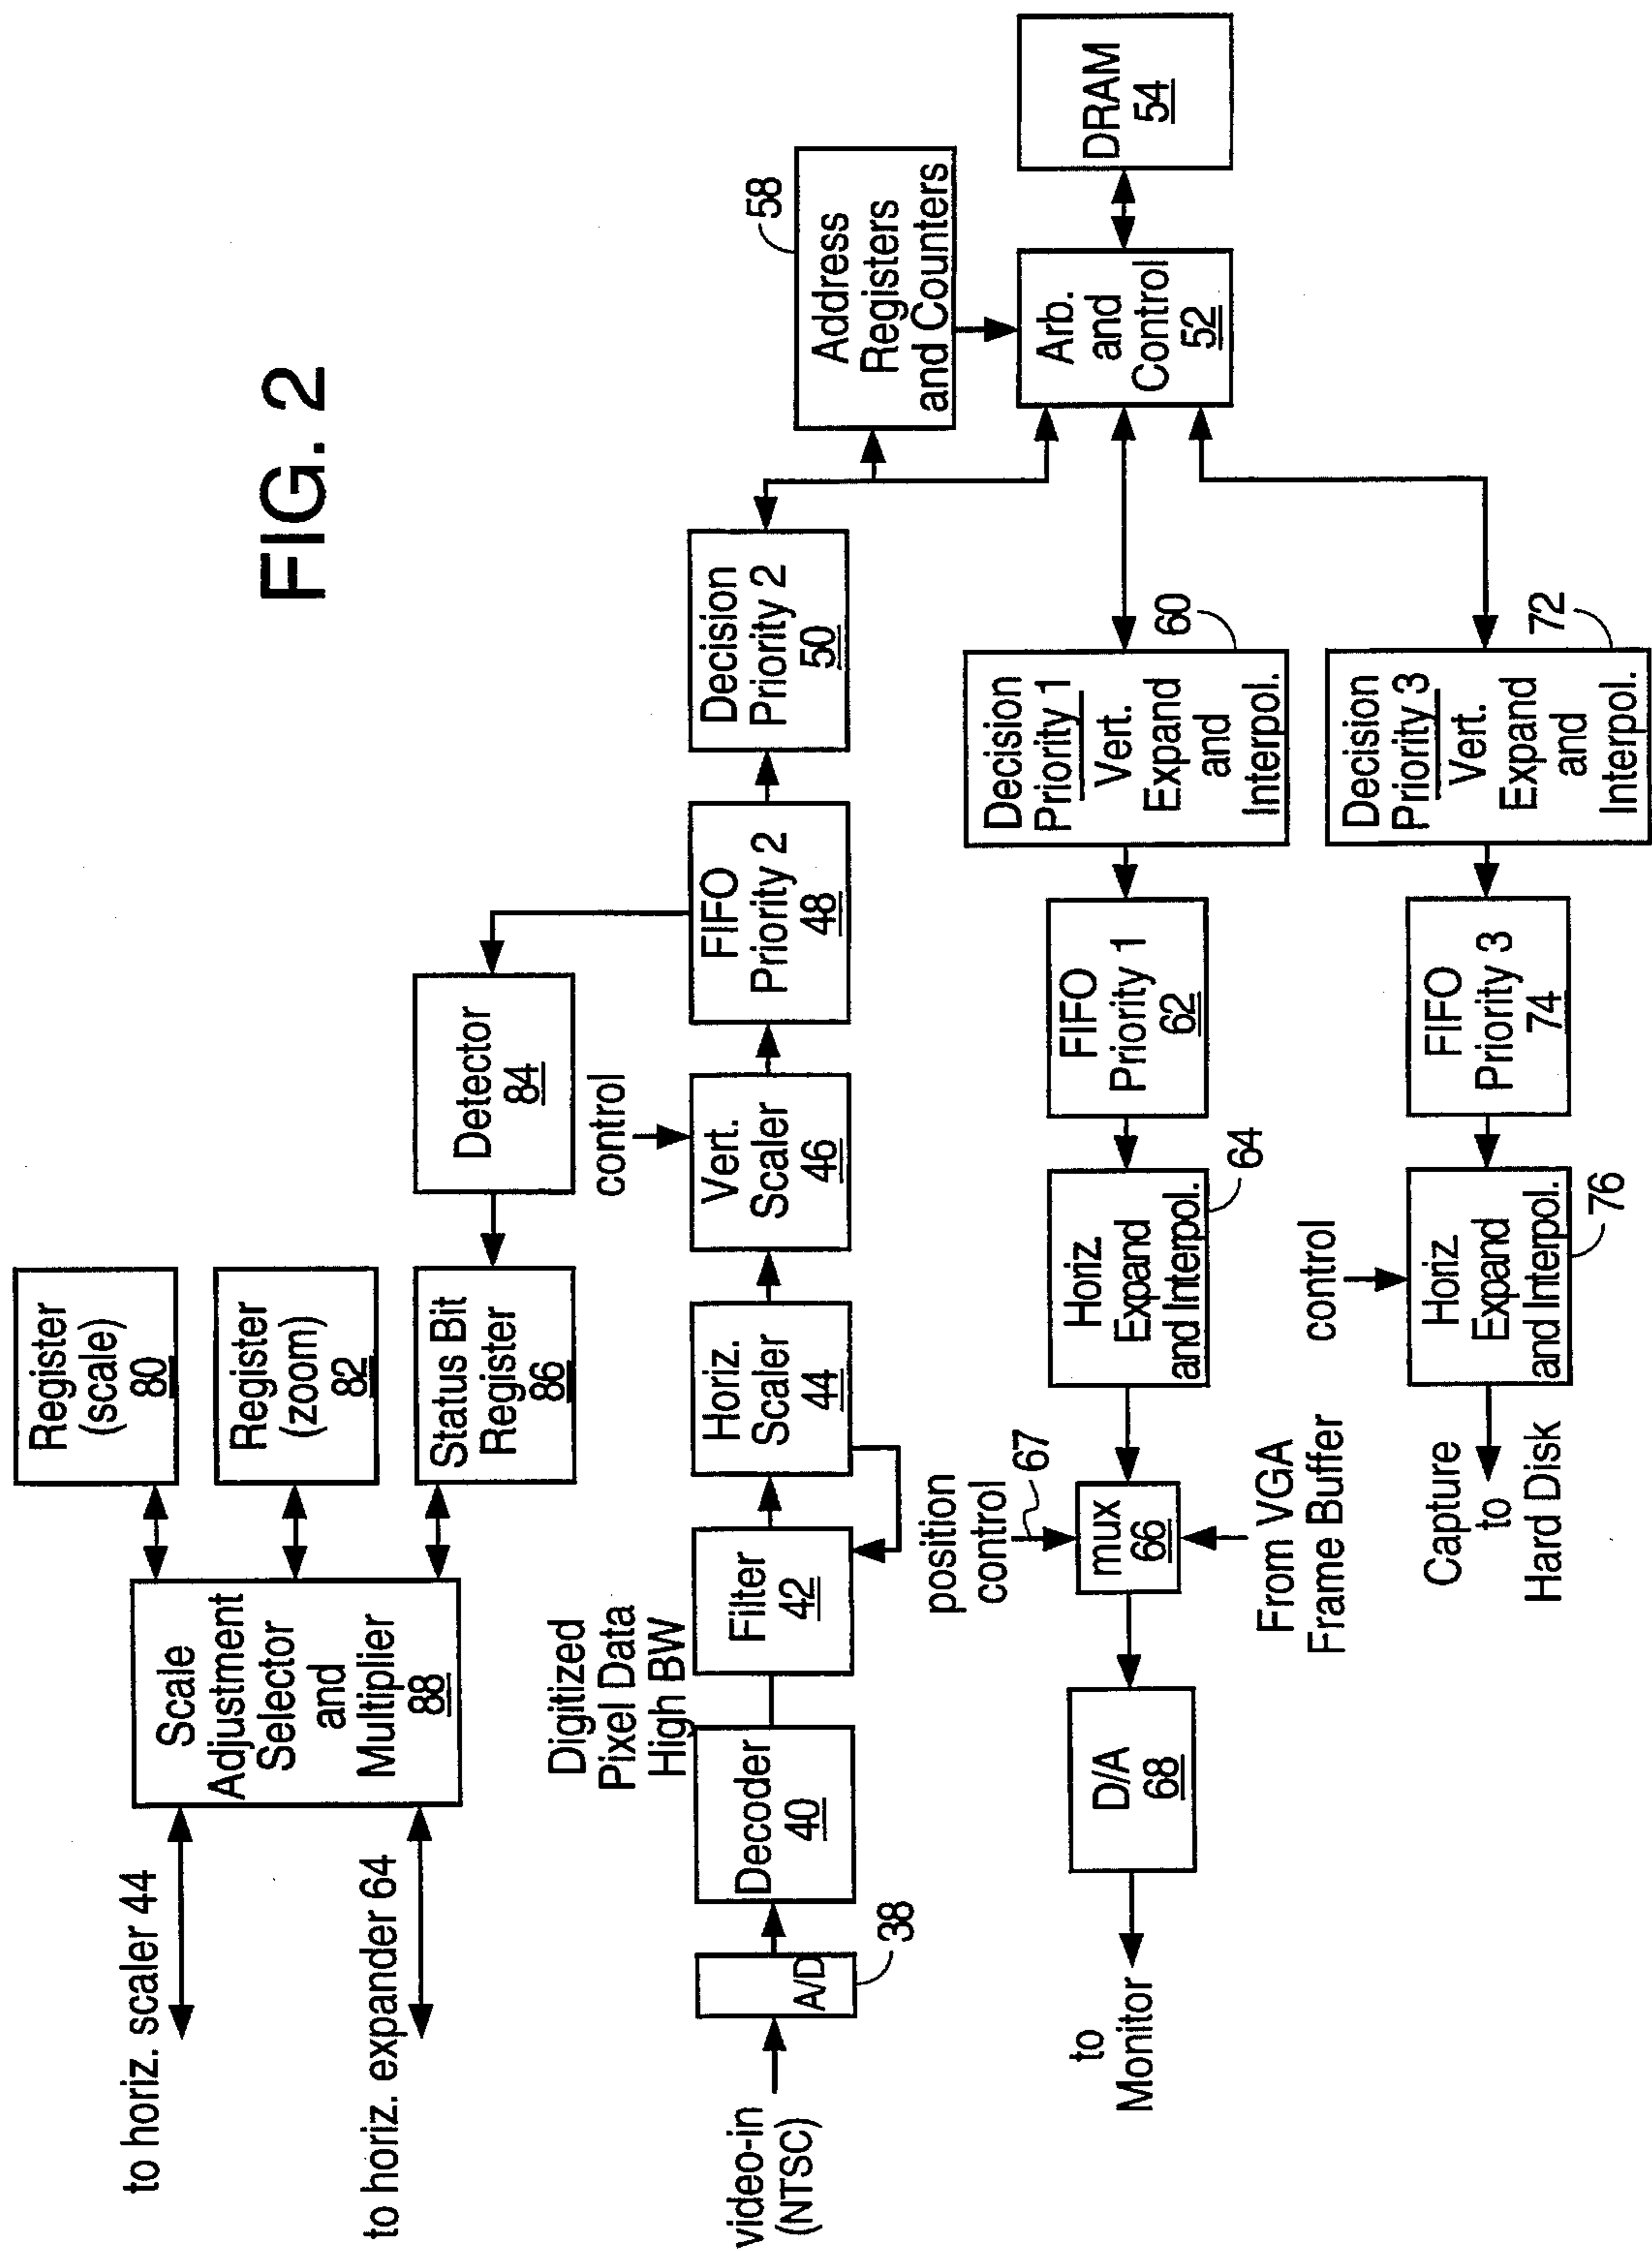 FIG. 2
to horiz. scaler 44
to horiz. expander 64
Scale
Adjustment
Selector
and
Multiplier
88
Register
(scale)
80
Register
(zoom)
82
Status Bit
Register
86
Detector
84
video-in
(NTSC)
A/D
38
Decoder
40
Digitized
Pixel Data
High BW
Filter
42
Horiz.
Scaler
44
control
Vert.
Scaler
46
FIFO
Priority 2
48
Decision
Priority 2
50
Address
Registers
and Counters
58
Arb.
and
Control
52
DRAM
54
to
Monitor
D/A
68
position
control
67
mux
66
From VGA
Frame Buffer
Horiz.
Expand
and Interpol.
64
FIFO
Priority 1
62
Decision
Priority 1
Vert.
Expand
and
Interpol.
60
Capture
to
Hard Disk
control
Horiz.
Expand
and Interpol.
76
FIFO
Priority 3
74
Decision
Priority 3
Vert.
Expand
and
Interpol.
72